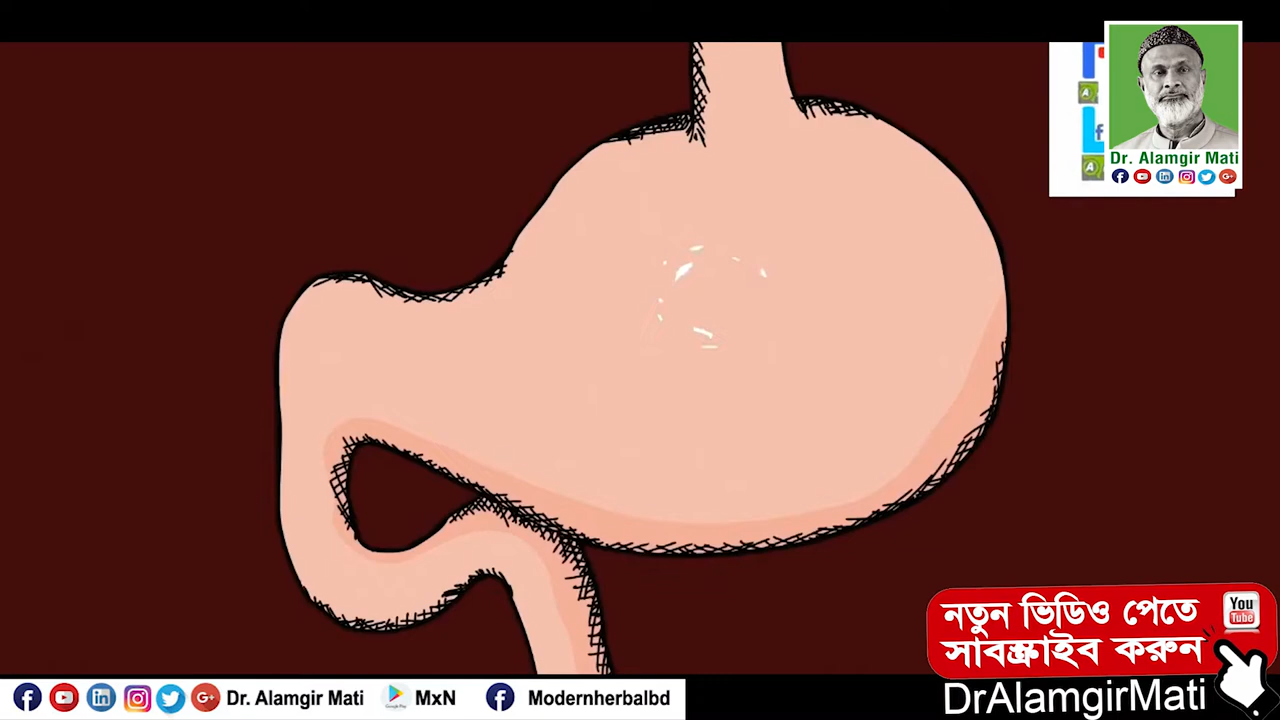 Dr. Alamgir Mati
নতুন ভিডিও পেতে
You
Tube
সাবস্ক্রাইব করুন
DrAlamgirMati
Dr. Alamgir Mati
MxN
Modernherbalbd